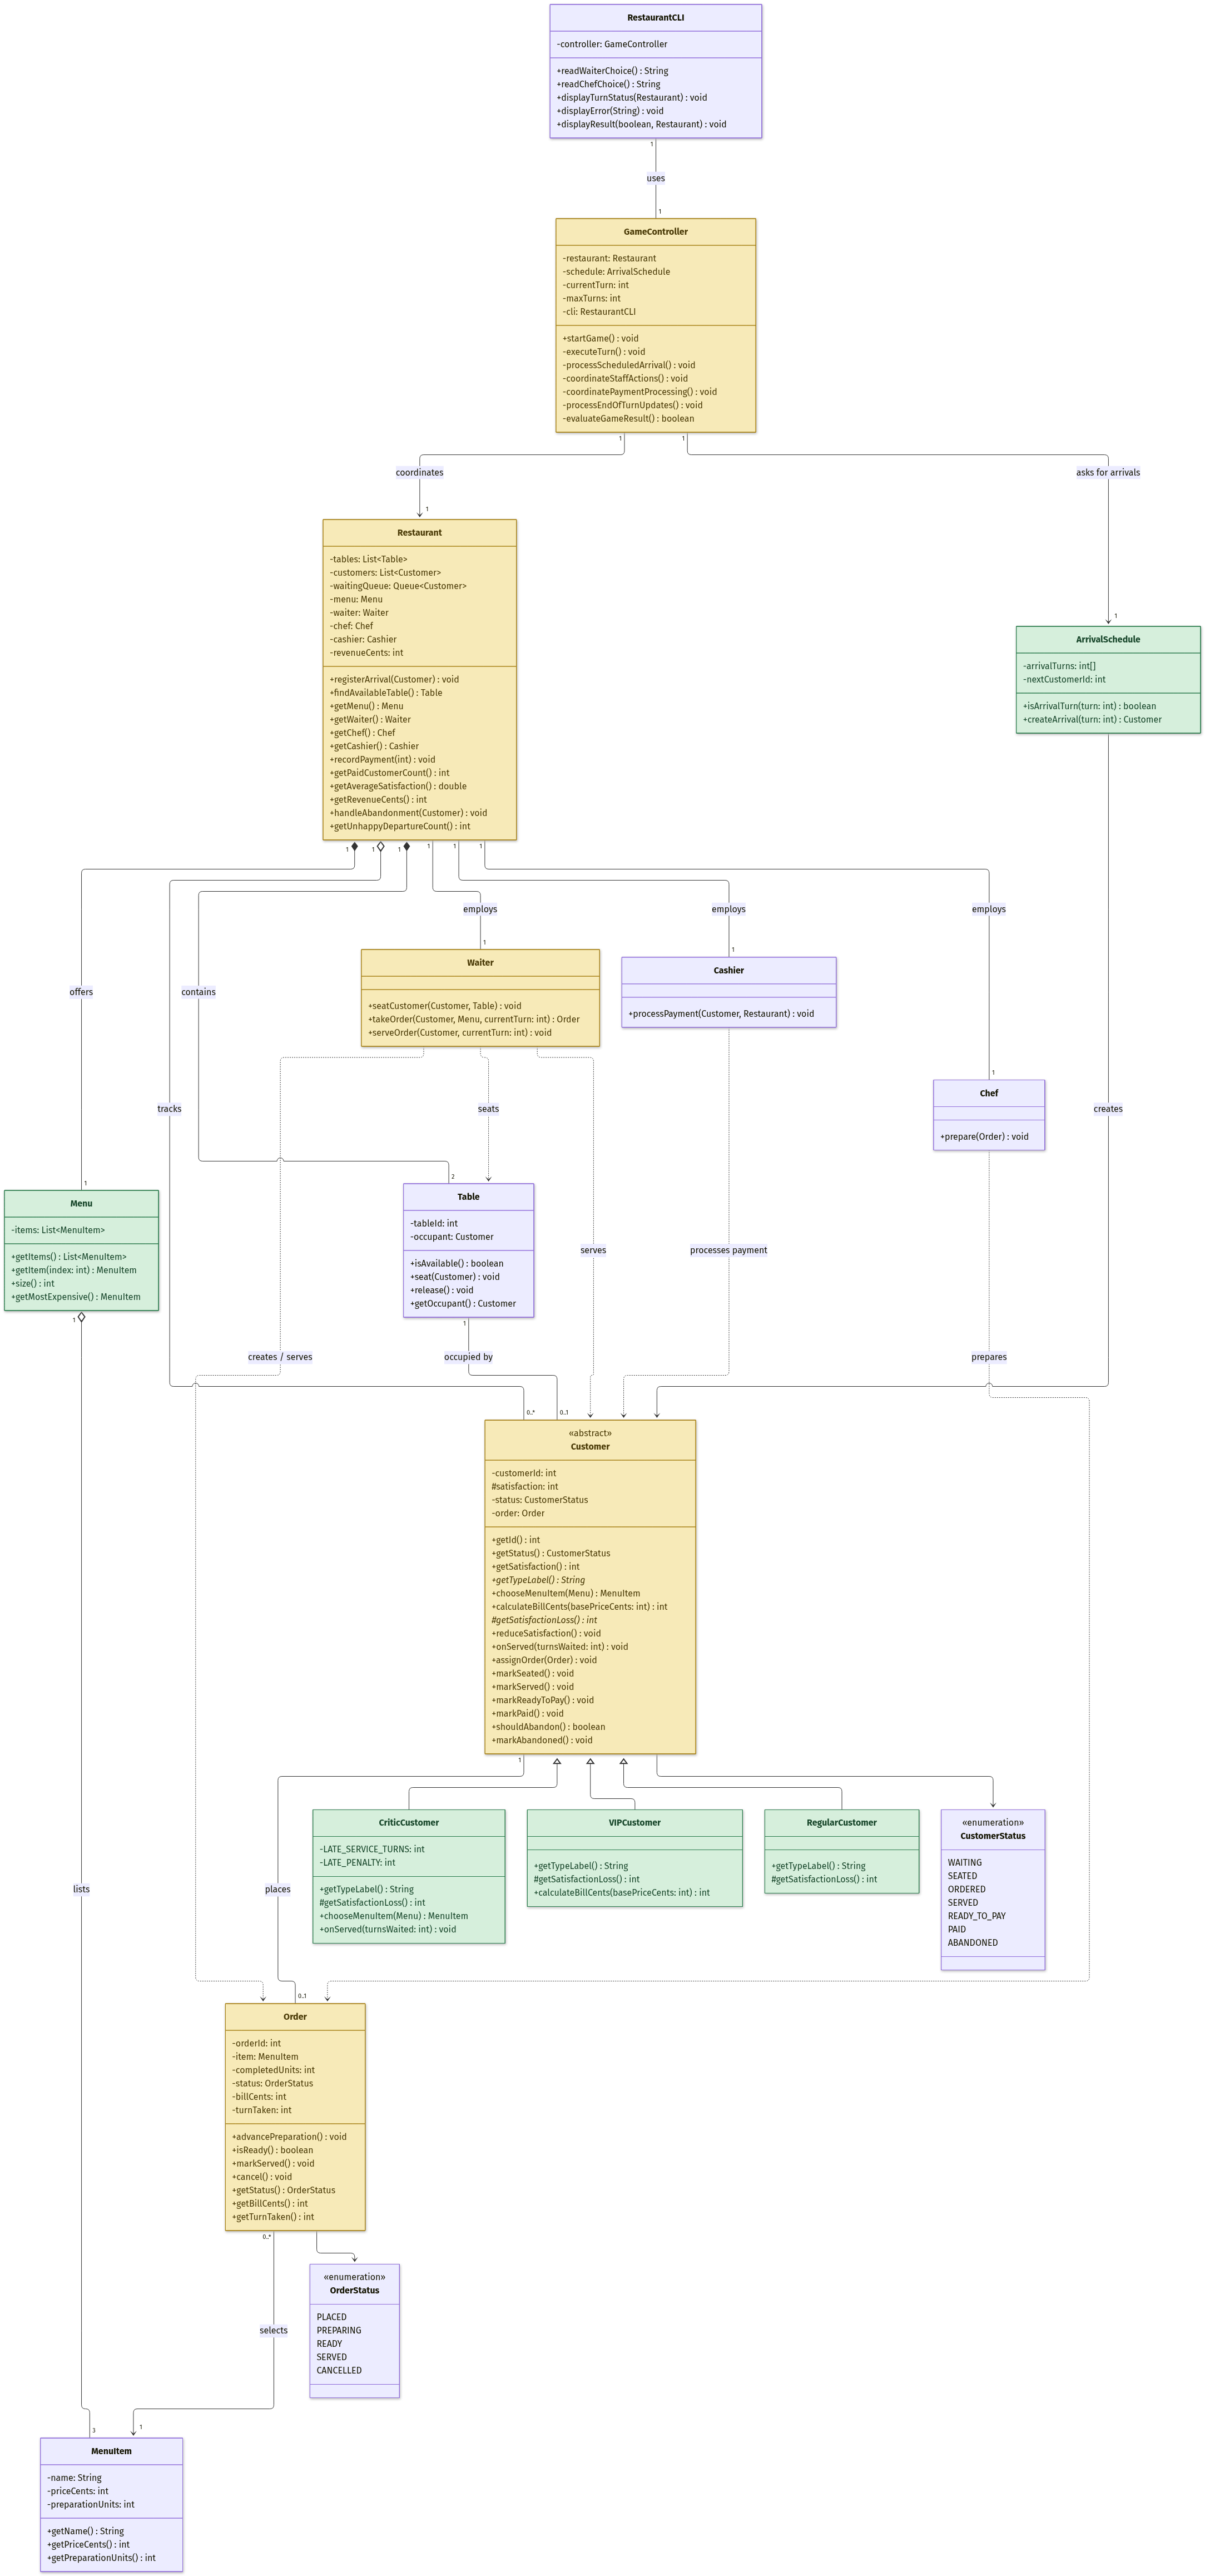 RestaurantCLI
-controller: GameController
+readWaiterChoice() : String
+readChefChoice() : String
+displayTurnStatus(Restaurant) : void
+displayError(String) : void
+displayResult(boolean, Restaurant) : void
1
uses
1
GameController
-restaurant: Restaurant
-schedule: ArrivalSchedule
-currentTurn: int
-maxTurns: int
-cli: RestaurantCLI
+startGame() : void
-executeTurn() : void
-processScheduledArrival() : void
-coordinateStaffActions() : void
-coordinatePaymentProcessing() : void
-processEndOfTurnUpdates() : void
-evaluateGameResult() : boolean
1
1
coordinates
asks for arrivals
1
1
Restaurant
-tables: List<Table>
-customers: List<Customer>
-waitingQueue: Queue<Customer>
-menu: Menu
-waiter: Waiter
-chef: Chef
-cashier: Cashier
-revenueCents: int
+registerArrival(Customer) : void
+findAvailableTable() : Table
+getMenu() : Menu
+getWaiter() : Waiter
+getChef() : Chef
+getCashier() : Cashier
+recordPayment(int) : void
+getPaidCustomerCount() : int
+getAverageSatisfaction() : double
+getRevenueCents() : int
+handleAbandonment(Customer) : void
+getUnhappyDepartureCount() : int
ArrivalSchedule
-arrivalTurns: int[]
-nextCustomerId: int
+isArrivalTurn(turn: int) : boolean
+createArrival(turn: int) : Customer
1
1
1
1
1
1
employs
employs
employs
1
1
Waiter
+seatCustomer(Customer, Table) : void
+takeOrder(Customer, Menu, currentTurn: int) : Order
+serveOrder(Customer, currentTurn: int) : void
Cashier
+processPayment(Customer, Restaurant) : void
offers
contains
1
Chef
+prepare(Order) : void
tracks
seats
creates
1
Menu
-items: List<MenuItem>
+getItems() : List<MenuItem>
+getItem(index: int) : MenuItem
+size() : int
+getMostExpensive() : MenuItem
1
2
Table
-tableId: int
-occupant: Customer
+isAvailable() : boolean
+seat(Customer) : void
+release() : void
+getOccupant() : Customer
1
serves
processes payment
creates / serves
occupied by
prepares
0..*
0..1
«abstract»
Customer
-customerId: int
#satisfaction: int
-status: CustomerStatus
-order: Order
+getId() : int
+getStatus() : CustomerStatus
+getSatisfaction() : int
+getTypeLabel() : String
+chooseMenuItem(Menu) : MenuItem
+calculateBillCents(basePriceCents: int) : int
#getSatisfactionLoss() : int
+reduceSatisfaction() : void
+onServed(turnsWaited: int) : void
+assignOrder(Order) : void
+markSeated() : void
+markServed() : void
+markReadyToPay() : void
+markPaid() : void
+shouldAbandon() : boolean
+markAbandoned() : void
1
CriticCustomer
-LATE_SERVICE_TURNS: int
-LATE_PENALTY: int
+getTypeLabel() : String
#getSatisfactionLoss() : int
+chooseMenuItem(Menu) : MenuItem
+onServed(turnsWaited: int) : void
VIPCustomer
+getTypeLabel() : String
#getSatisfactionLoss() : int
+calculateBillCents(basePriceCents: int) : int
RegularCustomer
+getTypeLabel() : String
#getSatisfactionLoss() : int
«enumeration»
CustomerStatus
WAITING
SEATED
ORDERED
SERVED
READY_TO_PAY
PAID
ABANDONED
lists
places
0..1
Order
-orderId: int
-item: MenuItem
-completedUnits: int
-status: OrderStatus
-billCents: int
-turnTaken: int
+advancePreparation() : void
+isReady() : boolean
+markServed() : void
+cancel() : void
+getStatus() : OrderStatus
+getBillCents() : int
+getTurnTaken() : int
0..*
«enumeration»
OrderStatus
PLACED
PREPARING
READY
SERVED
CANCELLED
selects
3
1
MenuItem
-name: String
-priceCents: int
-preparationUnits: int
+getName() : String
+getPriceCents() : int
+getPreparationUnits() : int